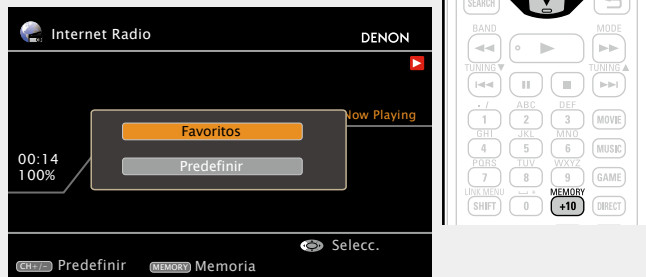 Internet Radio
DENON
Now Playing
Favoritos
Predefinir
00:14
100%
Selecc.
CH+/- Predefinir MEMORY Memoria
SEARCH
BAND MODE
TUNING▼ TUNING▲
. / ABC DEF
1 2 3 MOVIE
GHI JKL MNO
4 5 6 MUSIC
PQRS TUV WXYZ
7 8 9 GAME
LINK MENU ⎵ * MEMORY
SHIFT 0 +10 DIRECT